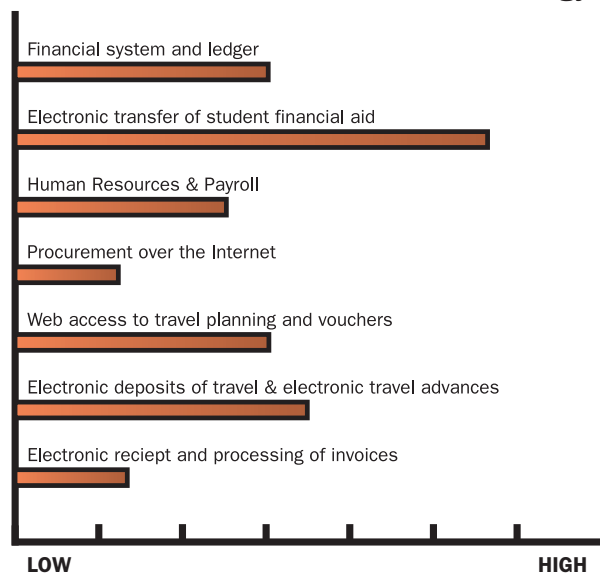 Financial system and ledger
Electronic transfer of student financial aid
Human Resources & Payroll
Procurement over the Internet
Web access to travel planning and vouchers
Electronic deposits of travel & electronic travel advances
Electronic reciept and processing of invoices
LOW HIGH